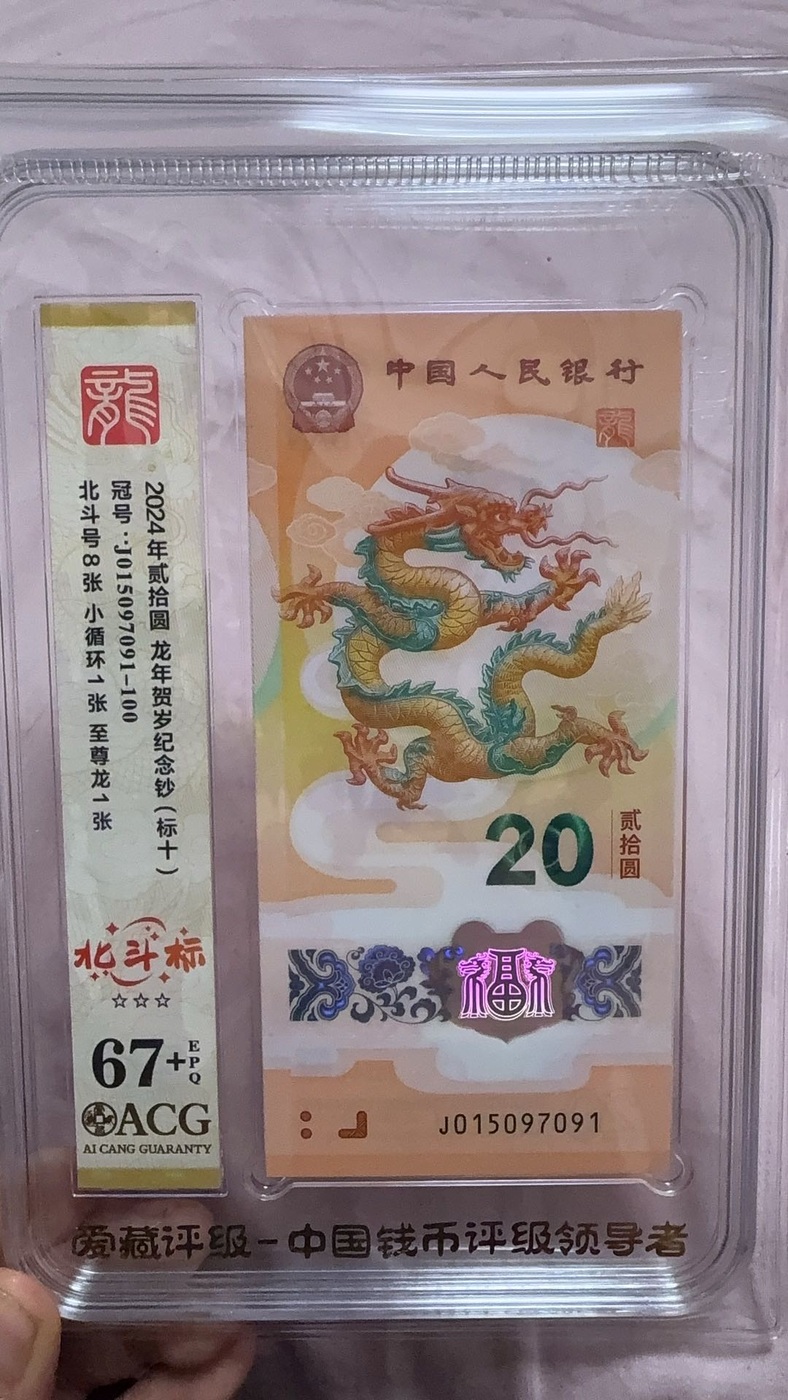 龍
2024年贰拾圆 龙年贺岁纪念钞(标十)
冠号:J015097091-100
北斗号8张 小循环1张 至尊龙1张
北斗标
☆☆☆
67+EPQ
ACG
AI CANG GUARANTY
中国人民银行
龍
20
贰拾圆
福
J015097091
爱藏评级-中国钱币评级领导者